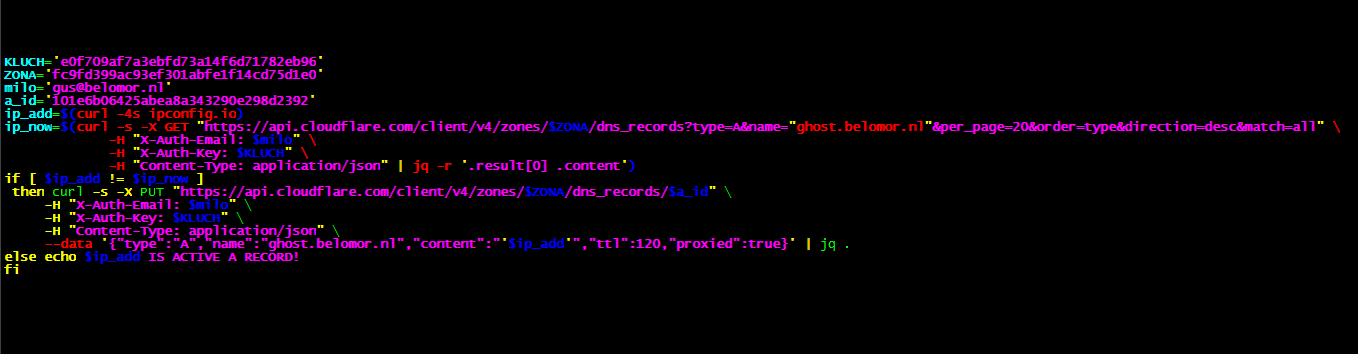 KLUCH='e0f709af7a3ebfd73a14f6d71782eb96'
ZONA='fc9fd399ac93ef301abfe1f14cd75d1e0'
milo='gus@belomor.nl'
a_id='101e6b06425abea8a343290e298d2392'
ip_add=$(curl -4s ipconfig.io)
ip_now=$(curl -s -X GET "https://api.cloudflare.com/client/v4/zones/$ZONA/dns_records?type=A&name="ghost.belomor.nl"&per_page=20&order=type&direction=desc&match=all" \
-H "X-Auth-Email: $milo" \
-H "X-Auth-Key: $KLUCH" \
-H "Content-Type: application/json" | jq -r '.result[0] .content')
if [ $ip_add != $ip_now ]
then curl -s -X PUT "https://api.cloudflare.com/client/v4/zones/$ZONA/dns_records/$a_id" \
-H "X-Auth-Email: $milo" \
-H "X-Auth-Key: $KLUCH" \
-H "Content-Type: application/json" \
--data '{"type":"A","name":"ghost.belomor.nl","content":"'$ip_add'","ttl":120,"proxied":true}' | jq .
else echo $ip_add IS ACTIVE A RECORD!
fi